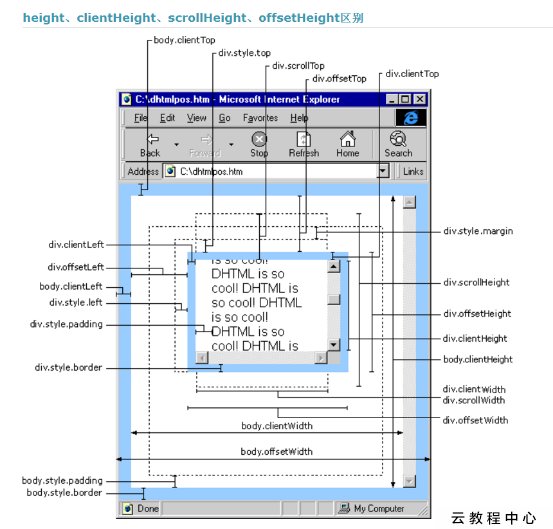 height、clientHeight、scrollHeight、offsetHeight区别
body.clientTop
div.style.top
div.scrollTop
div.offsetTop
div.clientTop
C:\dhtmlpos.htm - Microsoft Internet Explorer
File Edit View Go Favorites Help
Back Forward Stop Refresh Home Search
Address C:\dhtmlpos.htm Links
div.style.margin
div.clientLeft
div.offsetLeft
body.clientLeft
div.style.left
div.style.padding
div.style.border
is so cool!
DHTML is so
cool! DHTML is
so cool! DHTML
is so cool!
DHTML is so
cool! DHTML is
div.scrollHeight
div.offsetHeight
div.clientHeight
body.clientHeight
div.clientWidth
div.scrollWidth
div.offsetWidth
body.clientWidth
body.offsetWidth
body.style.padding
body.style.border
Done My Computer
云教程中心